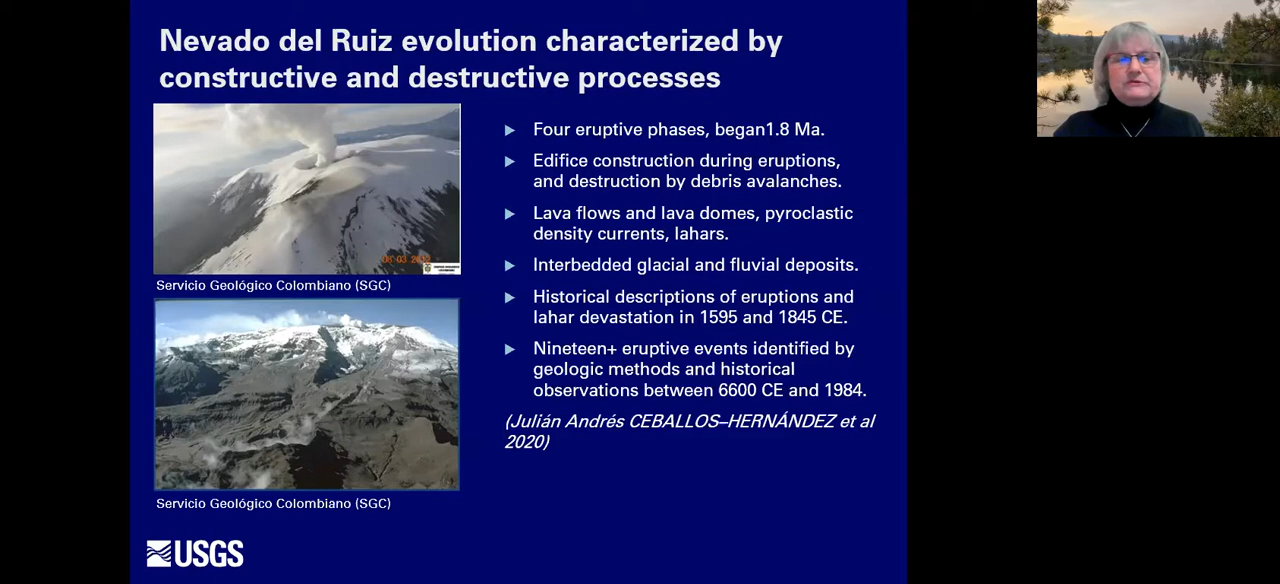 Nevado del Ruiz evolution characterized by
constructive and destructive processes
Servicio Geológico Colombiano (SGC)
Servicio Geológico Colombiano (SGC)
Four eruptive phases, began1.8 Ma.
Edifice construction during eruptions,
and destruction by debris avalanches.
Lava flows and lava domes, pyroclastic
density currents, lahars.
Interbedded glacial and fluvial deposits.
Historical descriptions of eruptions and
lahar devastation in 1595 and 1845 CE.
Nineteen+ eruptive events identified by
geologic methods and historical
observations between 6600 CE and 1984.
(Julián Andrés CEBALLOS–HERNÁNDEZ et al
2020)
USGS